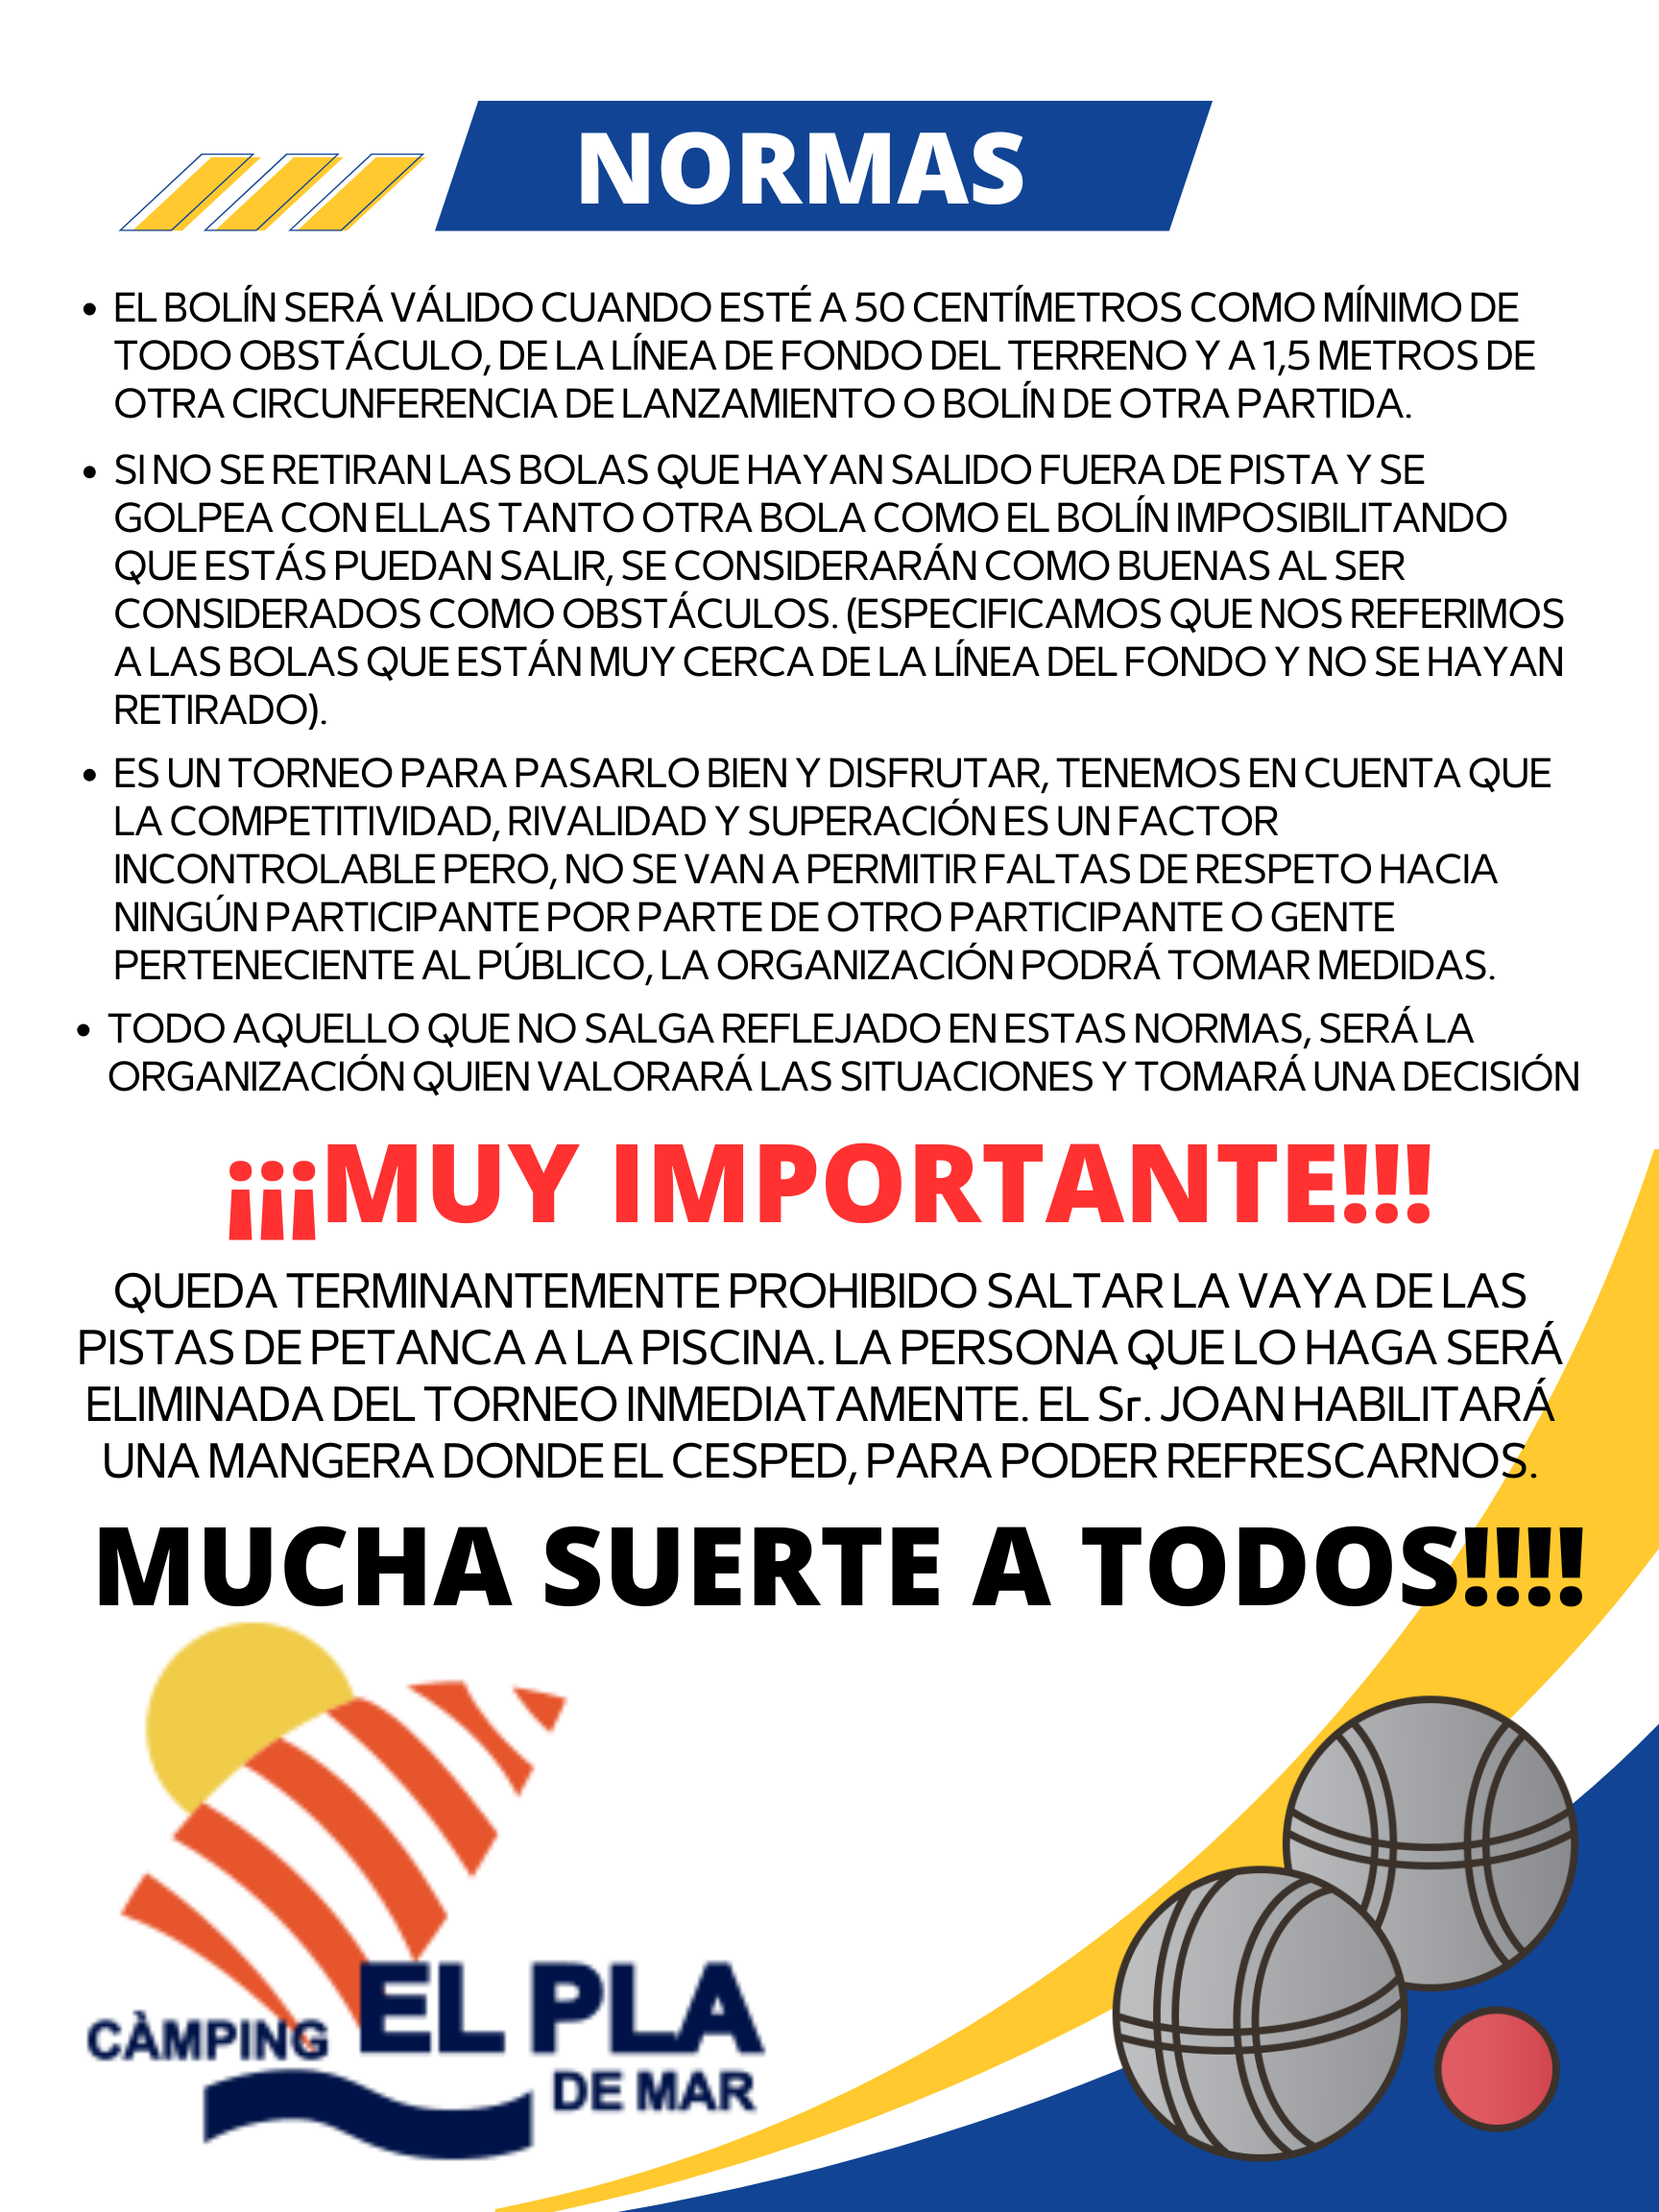 NORMAS
• EL BOLÍN SERÁ VÁLIDO CUANDO ESTÉ A 50 CENTÍMETROS COMO MÍNIMO DE
TODO OBSTÁCULO, DE LA LÍNEA DE FONDO DEL TERRENO Y A 1,5 METROS DE
OTRA CIRCUNFERENCIA DE LANZAMIENTO O BOLÍN DE OTRA PARTIDA.
• SI NO SE RETIRAN LAS BOLAS QUE HAYAN SALIDO FUERA DE PISTA Y SE
GOLPEA CON ELLAS TANTO OTRA BOLA COMO EL BOLÍN IMPOSIBILITANDO
QUE ESTÁS PUEDAN SALIR, SE CONSIDERARÁN COMO BUENAS AL SER
CONSIDERADOS COMO OBSTÁCULOS. (ESPECIFICAMOS QUE NOS REFERIMOS
A LAS BOLAS QUE ESTÁN MUY CERCA DE LA LÍNEA DEL FONDO Y NO SE HAYAN
RETIRADO).
• ES UN TORNEO PARA PASARLO BIEN Y DISFRUTAR, TENEMOS EN CUENTA QUE
LA COMPETITIVIDAD, RIVALIDAD Y SUPERACIÓN ES UN FACTOR
INCONTROLABLE PERO, NO SE VAN A PERMITIR FALTAS DE RESPETO HACIA
NINGÚN PARTICIPANTE POR PARTE DE OTRO PARTICIPANTE O GENTE
PERTENECIENTE AL PÚBLICO, LA ORGANIZACIÓN PODRÁ TOMAR MEDIDAS.
• TODO AQUELLO QUE NO SALGA REFLEJADO EN ESTAS NORMAS, SERÁ LA
ORGANIZACIÓN QUIEN VALORARÁ LAS SITUACIONES Y TOMARÁ UNA DECISIÓN
¡¡¡MUY IMPORTANTE!!!
QUEDA TERMINANTEMENTE PROHIBIDO SALTAR LA VAYA DE LAS
PISTAS DE PETANCA A LA PISCINA. LA PERSONA QUE LO HAGA SERÁ
ELIMINADA DEL TORNEO INMEDIATAMENTE. EL Sr. JOAN HABILITARÁ
UNA MANGERA DONDE EL CESPED, PARA PODER REFRESCARNOS.
MUCHA SUERTE A TODOS!!!!
CÀMPING EL PLA
DE MAR